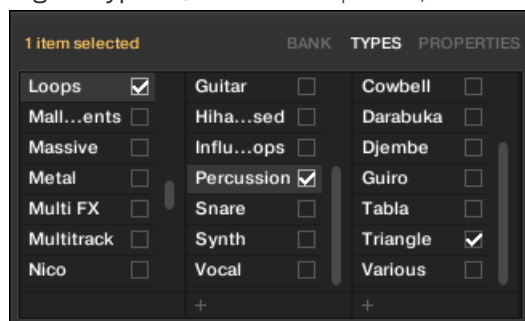 1 item selected BANK TYPES PROPERTIES
Loops Guitar Cowbell
Mall...ents Hiha...sed Darabuka
Massive Influ...ops Djembe
Metal Percussion Guiro
Multi FX Snare Tabla
Multitrack Synth Triangle
Nico Vocal Various
+ +